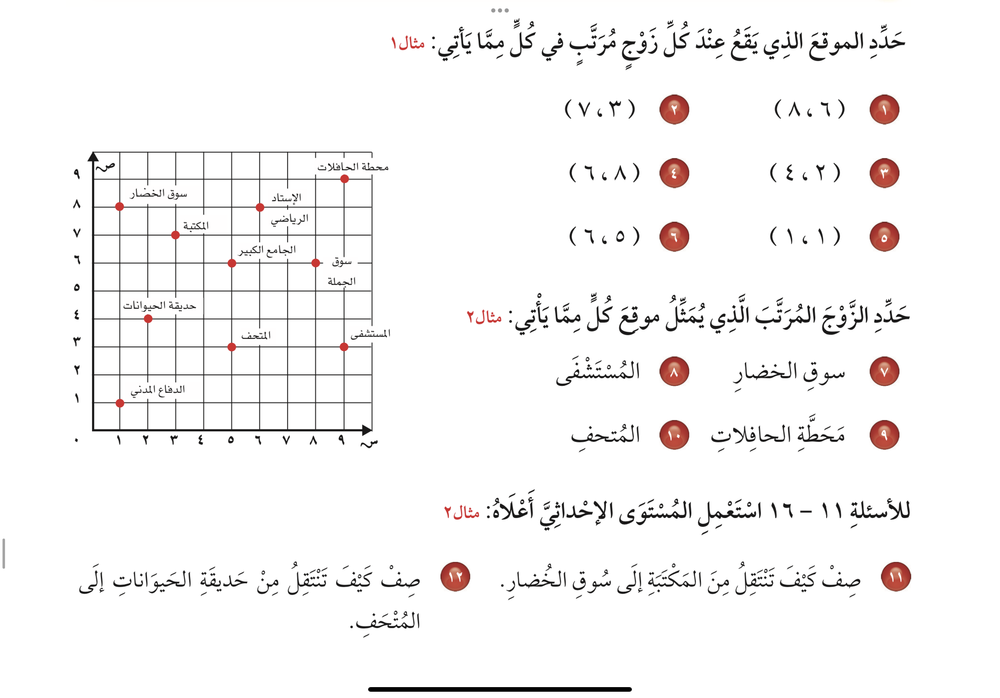 حَدِّدِ الموقعَ الذِي يَقَعُ عِنْدَ كُلِّ زَوْجٍ مُرَتَّبٍ في كُلٍّ مِمَّا يَأتِي: مثال١
١ (٦، ٨)
٢ (٣، ٧)
٣ (٢، ٤)
٤ (٨، ٦)
٥ (١، ١)
٦ (٥، ٦)
ص
٩
٨
٧
٦
٥
٤
٣
٢
١
٠ ١ ٢ ٣ ٤ ٥ ٦ ٧ ٨ ٩ س
محطة الحافلات
سوق الخضار
الإستاد
الرياضي
المكتبة
الجامع الكبير
سوق
الجملة
حديقة الحيوانات
المتحف
المستشفى
الدفاع المدني
حَدِّدِ الزَّوْجَ المُرَتَّبَ الَّذِي يُمَثِّلُ موقِعَ كُلٍّ مِمَّا يَأْتِي: مثال٢
٧ سوقِ الخضارِ
٨ المُسْتَشْفَى
٩ مَحَطَّةِ الحافِلاتِ
١٠ المُتحفِ
للأسئلةِ ١١ – ١٦ اسْتَعْمِلِ المُسْتَوَى الإحْداثِيَّ أَعْلَاهُ: مثال٢
١١ صِفْ كَيْفَ تَنْتَقِلُ مِنَ المَكْتَبَةِ إلَى سُوقِ الخُضارِ.
١٢ صِفْ كَيْفَ تَنْتَقِلُ مِنْ حَديقَةِ الحَيوَاناتِ إلَى
المُتْحَفِ.